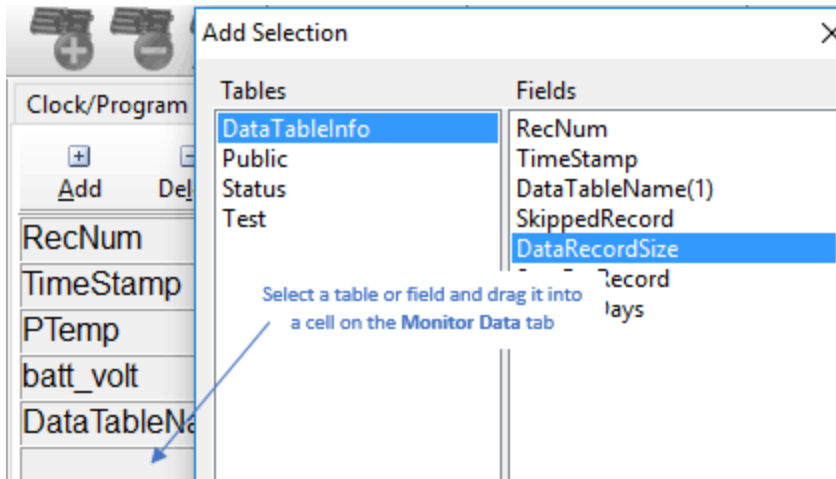 Add Selection
Clock/Program
Add
RecNum
TimeStamp
PTemp
batt_volt
Tables
DataTableInfo
Public
Status
Test
Fields
RecNum
TimeStamp
DataTableName(1)
SkippedRecord
DataRecordSize
Record
Select a table or field and drag it into
a cell on the Monitor Data tab